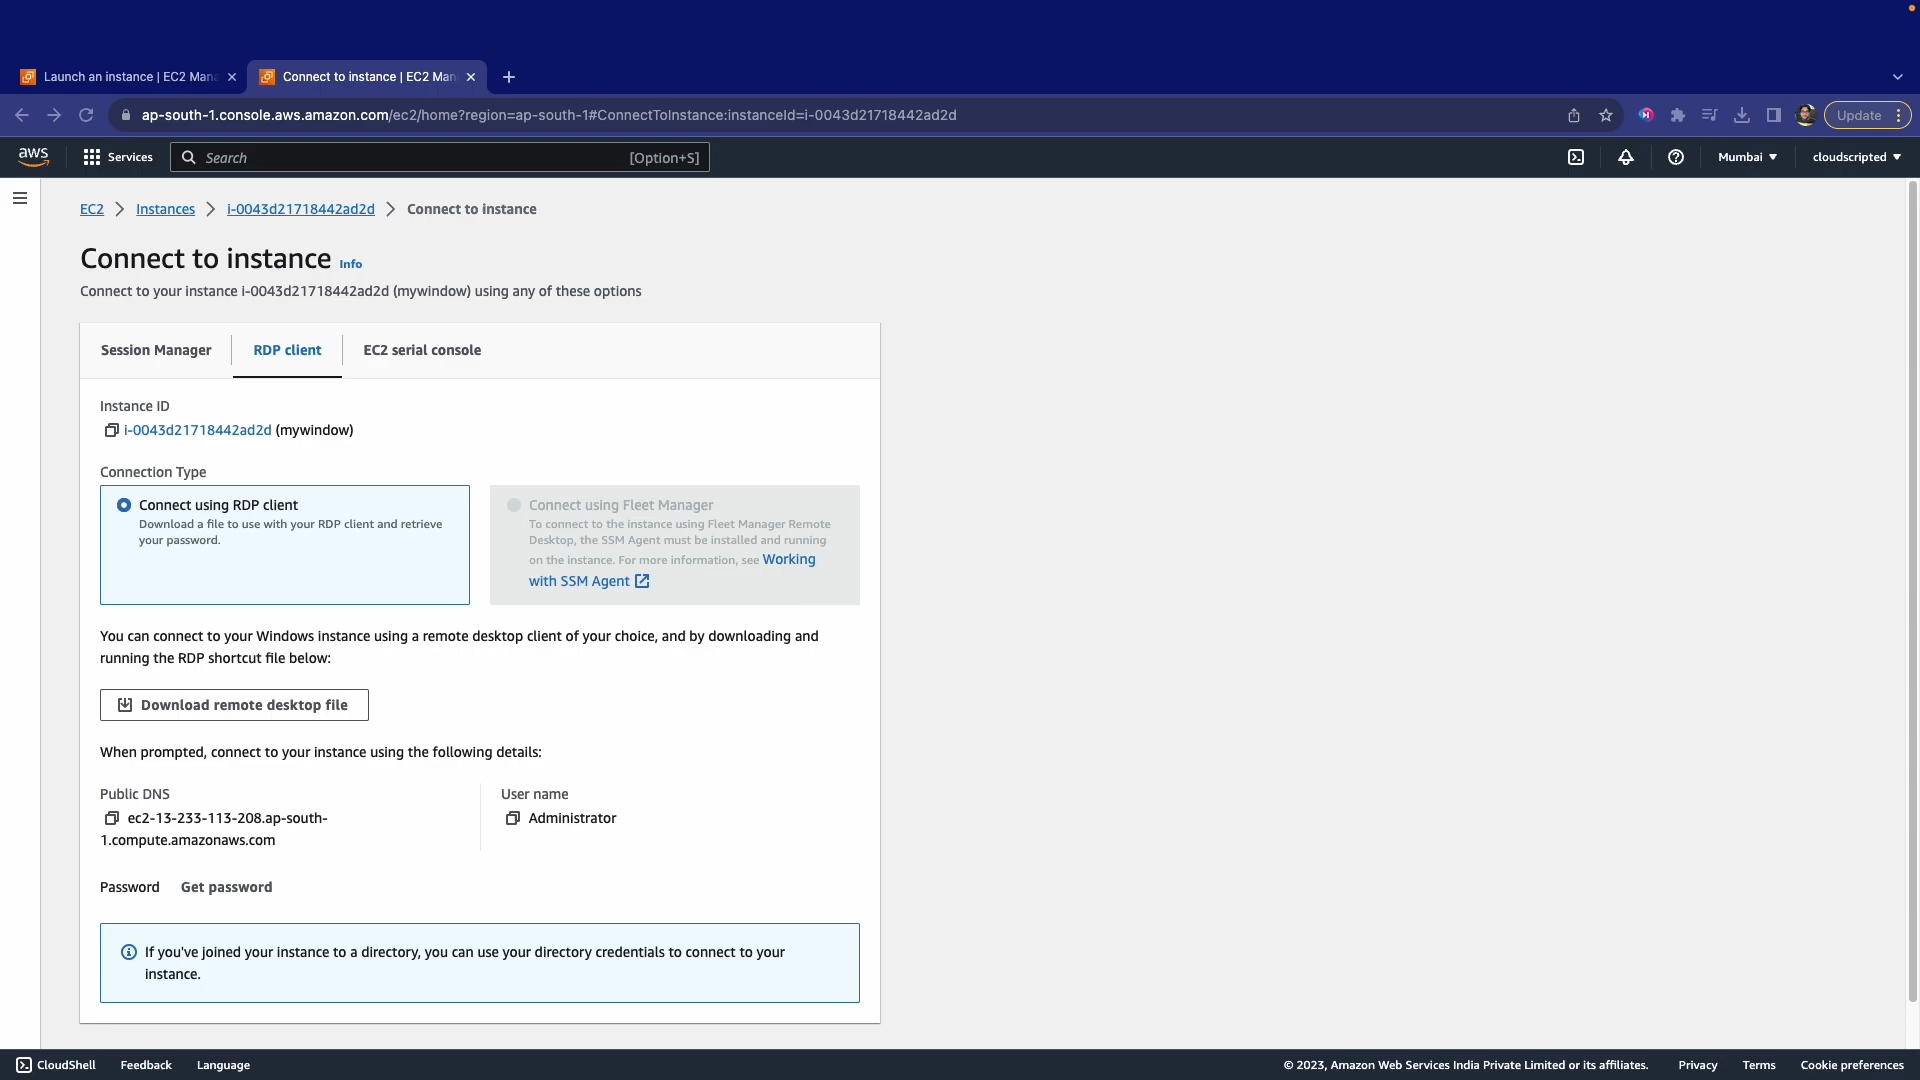 Launch an instance | EC2 Mana
Connect to instance | EC2 Man
ap-south-1.console.aws.amazon.com/ec2/home?region=ap-south-1#ConnectToInstance:instanceId=i-0043d21718442ad2d
Update
aws
Services
Search
[Option+S]
Mumbai
cloudscripted
EC2
Instances
i-0043d21718442ad2d
Connect to instance
Connect to instance Info
Connect to your instance i-0043d21718442ad2d (mywindow) using any of these options
Session Manager
RDP client
EC2 serial console
Instance ID
i-0043d21718442ad2d (mywindow)
Connection Type
Connect using RDP client
Download a file to use with your RDP client and retrieve
your password.
Connect using Fleet Manager
To connect to the instance using Fleet Manager Remote
Desktop, the SSM Agent must be installed and running
on the instance. For more information, see Working
with SSM Agent
You can connect to your Windows instance using a remote desktop client of your choice, and by downloading and
running the RDP shortcut file below:
Download remote desktop file
When prompted, connect to your instance using the following details:
Public DNS
ec2-13-233-113-208.ap-south-
1.compute.amazonaws.com
User name
Administrator
Password
Get password
If you've joined your instance to a directory, you can use your directory credentials to connect to your
instance.
CloudShell
Feedback
Language
© 2023, Amazon Web Services India Private Limited or its affiliates.
Privacy
Terms
Cookie preferences